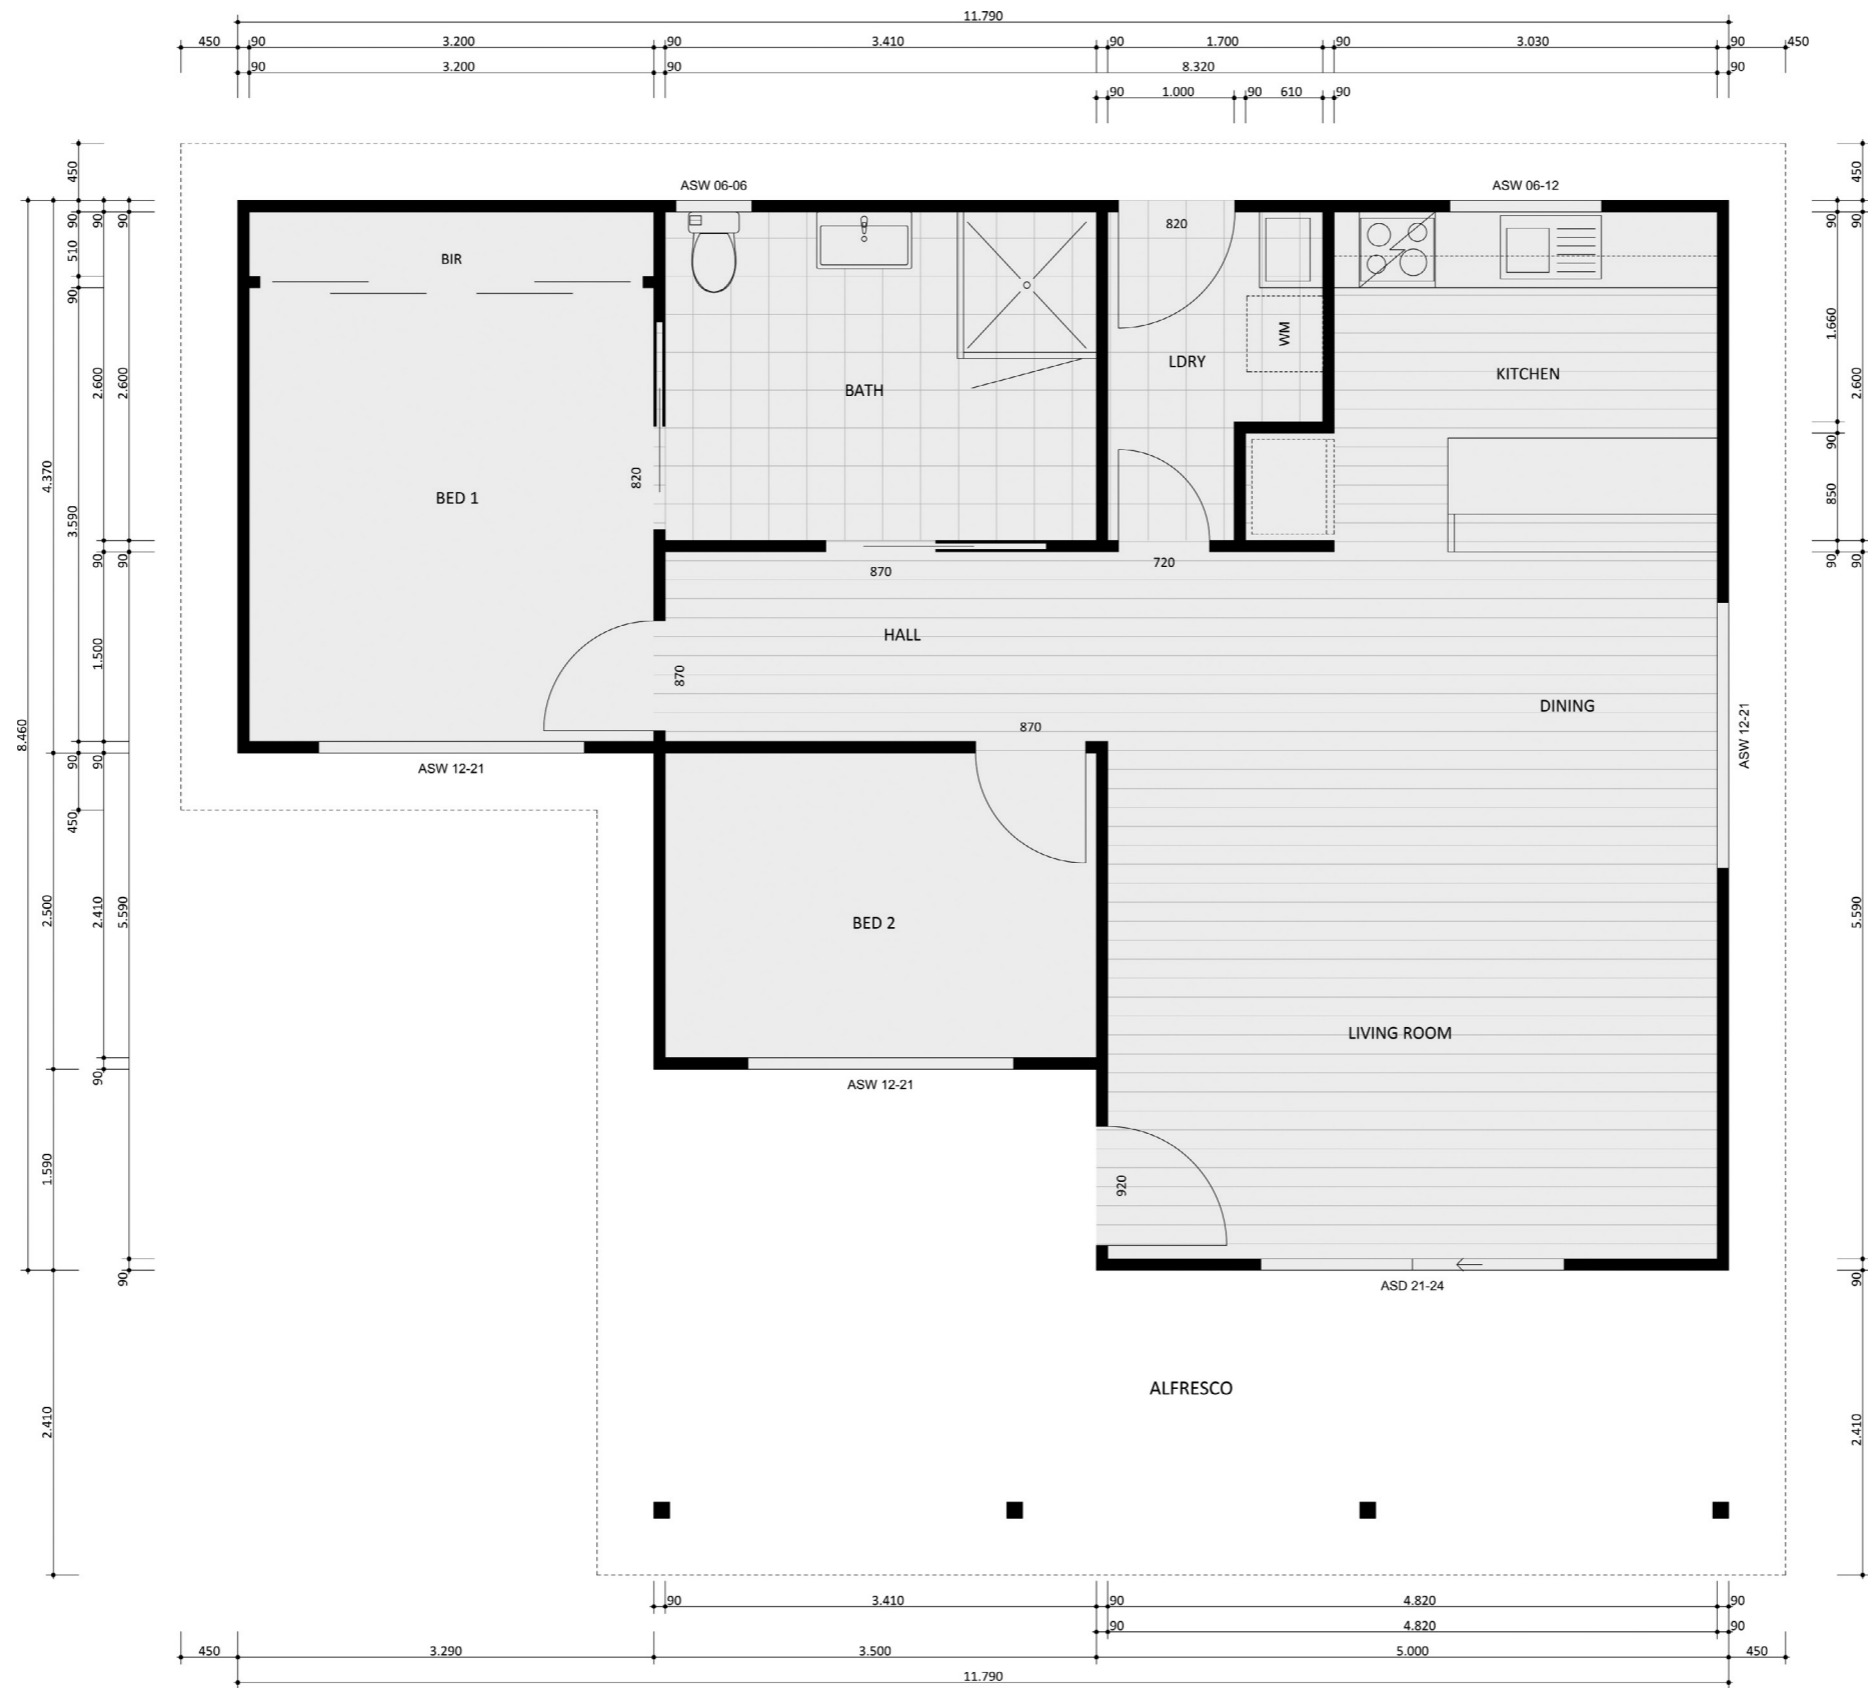 11.790
450 90 3.200 90 3.410 90 1.700 90 3.030 90 450
90 3.200 90 8.320 90
90 1.000 90 610 90
ASW 06-06
ASW 06-12
450
90
510
90
3.590
90
450
90
2.600
90
1.500
90
2.410
90
90
2.600
90
5.590
90
4.370
2.500
1.590
2.410
8.460
450
90
1.660
90
850
90
90
2.600
90
5.590
90
2.410
820
BIR
WM
LDRY
KITCHEN
BATH
820
BED 1
870
720
HALL
870
870
DINING
ASW 12-21
ASW 12-21
BED 2
LIVING ROOM
ASW 12-21
920
ASD 21-24
ALFRESCO
90 3.410 90 4.820 90
90 4.820 90
450 3.290 3.500 5.000 450
11.790